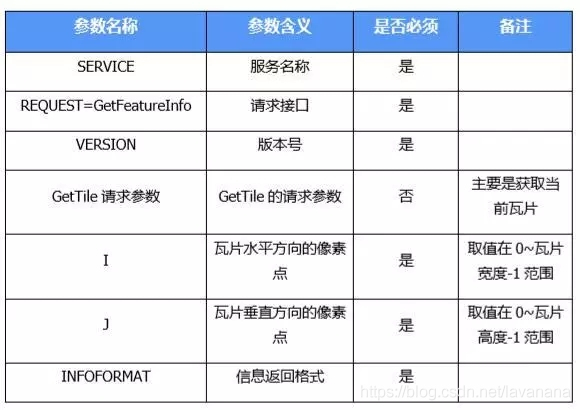 参数名称 参数含义 是否必须 备注
SERVICE 服务名称 是
REQUEST=GetFeatureInfo 请求接口 是
VERSION 版本号 是
GetTile 请求参数 GetTile 的请求参数 否 主要是获取当
前瓦片
I 瓦片水平方向的像素 是 取值在 0~瓦片
点 宽度-1 范围
J 瓦片垂直方向的像素 是 取值在 0~瓦片
点 高度-1 范围
INFOFORMAT 信息返回格式 是
https://blog.csdn.net/lavanana